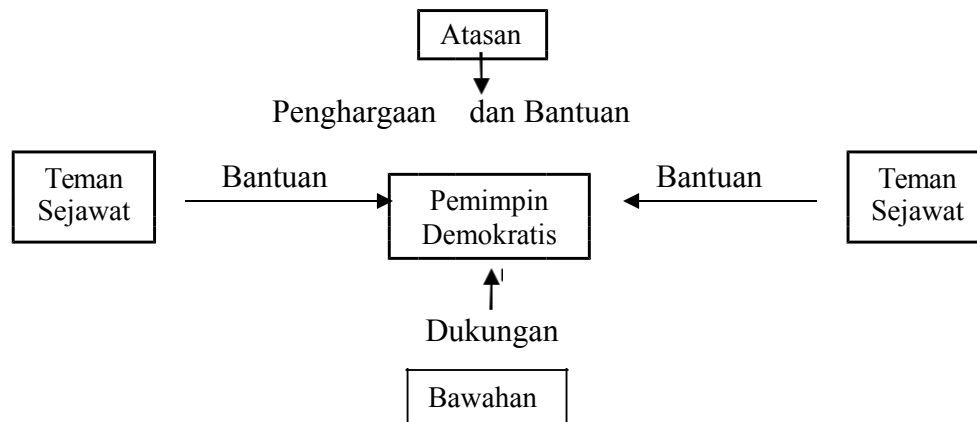 Atasan
Penghargaan dan Bantuan
Teman
Sejawat
Bantuan
Pemimpin
Demokratis
Bantuan
Teman
Sejawat
Dukungan
Bawahan